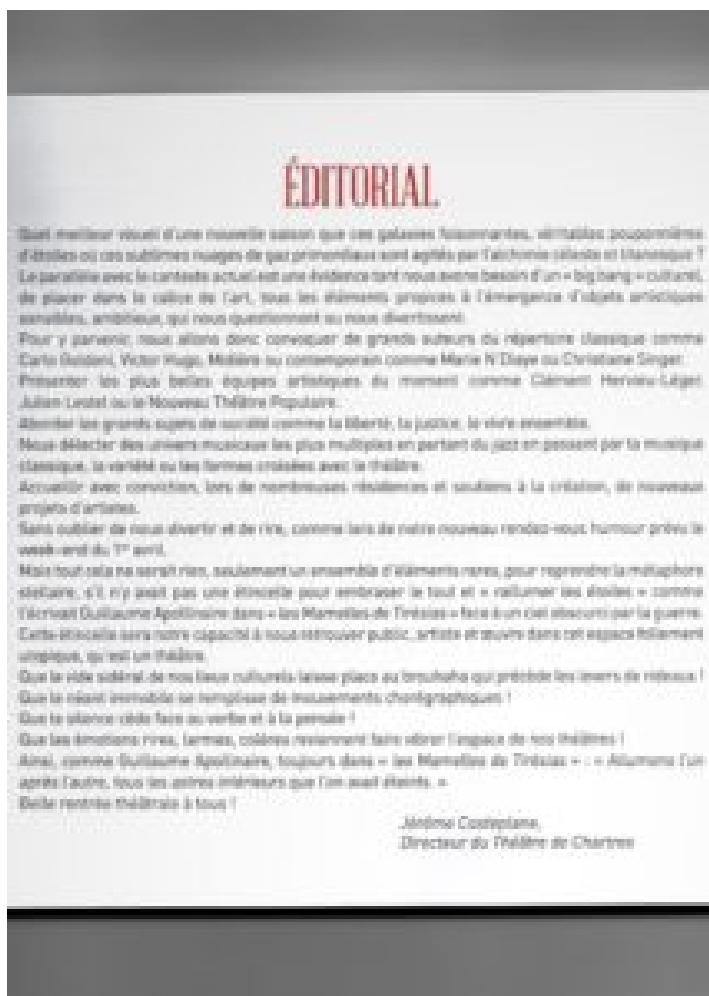 ÉDITORIAL
Quel meilleur visuel d'une nouvelle saison que ces galaxies foisonnantes, véritables pouponnières
d'étoiles où ces sublimes nuages de gaz primordiaux sont agités par l'alchimie céleste et titanesque ?
Le parallèle avec le contexte actuel est une évidence tant nous avons besoin d'un « big bang » culturel,
de placer dans le calice de l'art, tous les éléments propices à l'émergence d'objets artistiques
sensibles, ambitieux, qui nous questionnent ou nous divertissent.
Pour y parvenir, nous allons donc convoquer de grands auteurs du répertoire classique comme
Carlo Goldoni, Victor Hugo, Molière ou contemporain comme Marie N'Diaye ou Christiane Singer.
Présenter les plus belles équipes artistiques du moment comme Clément Hervieu-Léger,
Julien Lestel ou le Nouveau Théâtre Populaire.
Aborder les grands sujets de société comme la liberté, la justice, le vivre ensemble.
Nous délecter des univers musicaux les plus multiples en partant du jazz en passant par la musique
classique, la variété ou les formes croisées avec le théâtre.
Accueillir avec conviction, lors de nombreuses résidences et soutiens à la création, de nouveaux
projets d'artistes.
Sans oublier de nous divertir et de rire, comme lors de notre nouveau rendez-vous humour prévu le
week-end du 1er avril.
Mais tout cela ne serait rien, seulement un ensemble d'éléments rares, pour reprendre la métaphore
stellaire, s'il n'y avait pas une étincelle pour embraser le tout et « rallumer les étoiles » comme
l'écrivait Guillaume Apollinaire dans « les Mamelles de Tirésias » face à un ciel obscurci par la guerre.
Cette étincelle sera notre capacité à nous retrouver public, artiste et œuvre dans cet espace follement
utopique, qu'est un théâtre.
Que le vide sidéral de nos lieux culturels laisse place au brouhaha qui précède les levers de rideaux !
Que le néant immobile se remplisse de mouvements chorégraphiques !
Que le silence cède face au verbe et à la pensée !
Que les émotions rires, larmes, colères reviennent faire vibrer l'espace de nos théâtres !
Ainsi, comme Guillaume Apollinaire, toujours dans « les Mamelles de Tirésias » : « Allumons l'un
après l'autre, tous les astres intérieurs que l'on avait éteints. »
Belle rentrée théâtrale à tous !
Jérôme Costeplane,
Directeur du Théâtre de Chartres